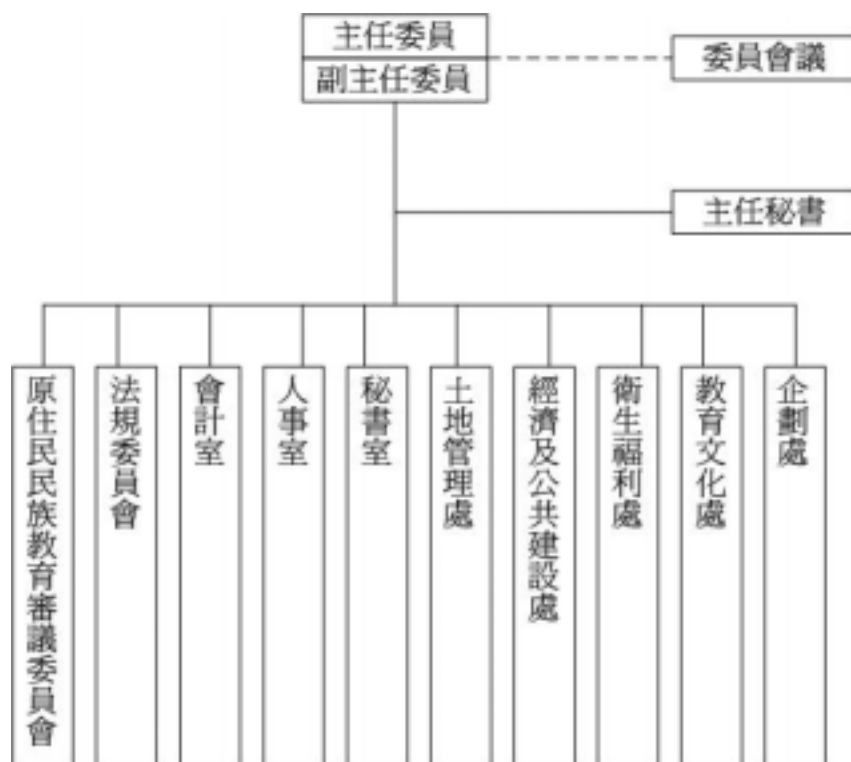 主任委員
副主任委員
委員會議
主任秘書
原住民民族教育審議委員會
法規委員會
會計室
人事室
秘書室
土地管理處
經濟及公共建設處
衛生福利處
教育文化處
企劃處